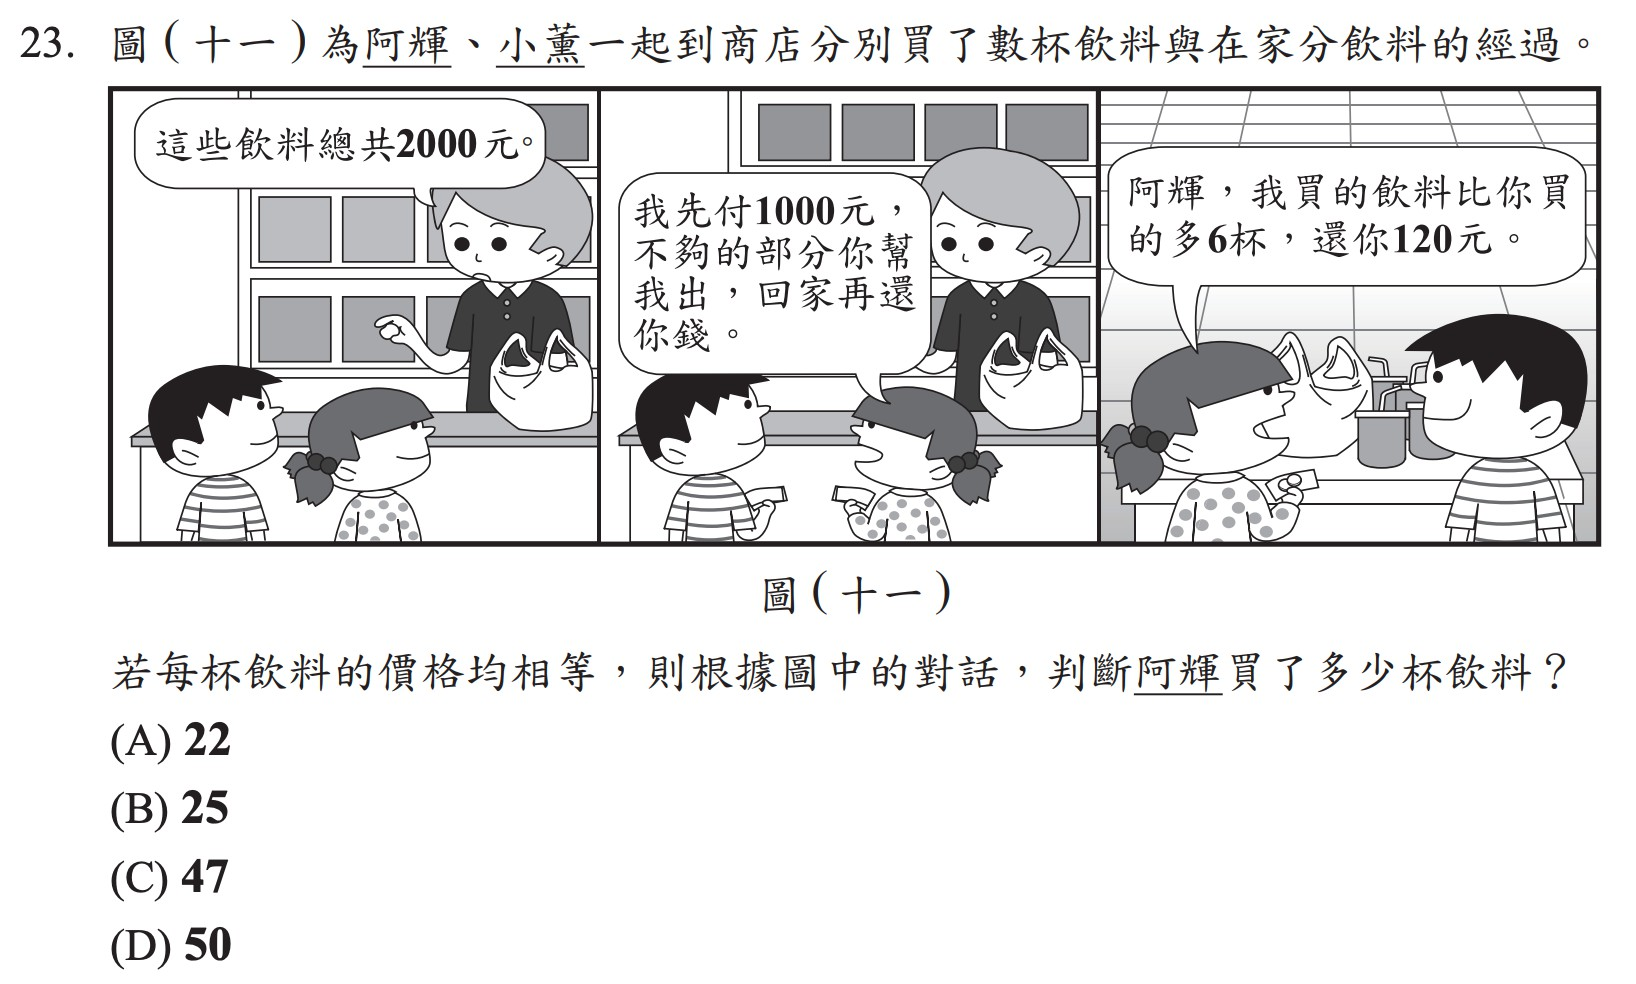 23. 圖(十一)為阿輝、小薰一起到商店分別買了數杯飲料與在家分飲料的經過。
這些飲料總共2000元。
我先付1000元，
不夠的部分你幫
我出，回家再還
你錢。
阿輝，我買的飲料比你買
的多6杯，還你120元。
圖(十一)
若每杯飲料的價格均相等，則根據圖中的對話，判斷阿輝買了多少杯飲料？
(A) 22
(B) 25
(C) 47
(D) 50